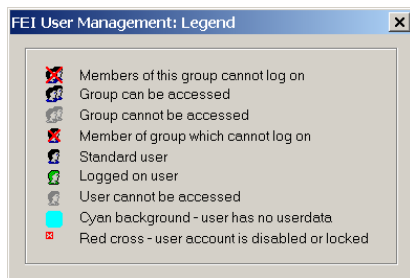 FEI User Management: Legend
Members of this group cannot log on
Group can be accessed
Group cannot be accessed
Member of group which cannot log on
Standard user
Logged on user
User cannot be accessed
Cyan background - user has no userdata
Red cross - user account is disabled or locked